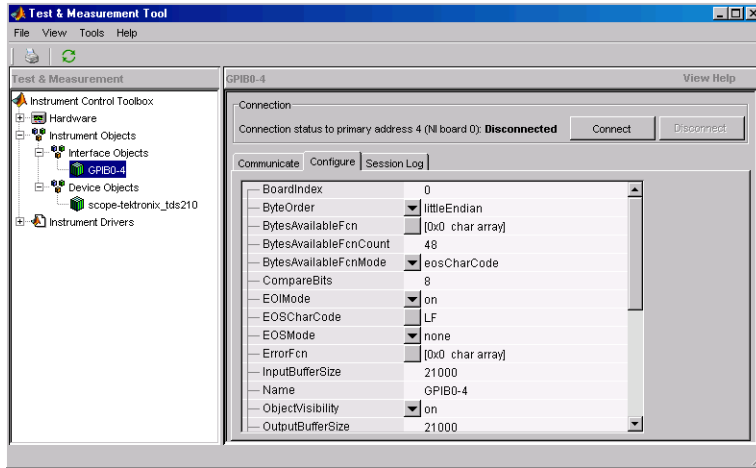 Test & Measurement Tool
File View Tools Help
Test & Measurement
GPIB0-4
View Help
Instrument Control Toolbox
Hardware
Instrument Objects
Interface Objects
GPIB0-4
Device Objects
scope-tektronix_tds210
Instrument Drivers
Connection
Connection status to primary address 4 (NI board 0): Disconnected
Connect
Disconnect
Communicate Configure Session Log
BoardIndex 0
ByteOrder littleEndian
BytesAvailableFcn [0x0 char array]
BytesAvailableFcnCount 48
BytesAvailableFcnMode eosCharCode
CompareBits 8
EOIMode on
EOSCharCode LF
EOSMode none
ErrorFcn [0x0 char array]
InputBufferSize 21000
Name GPIB0-4
ObjectVisibility on
OutputBufferSize 21000